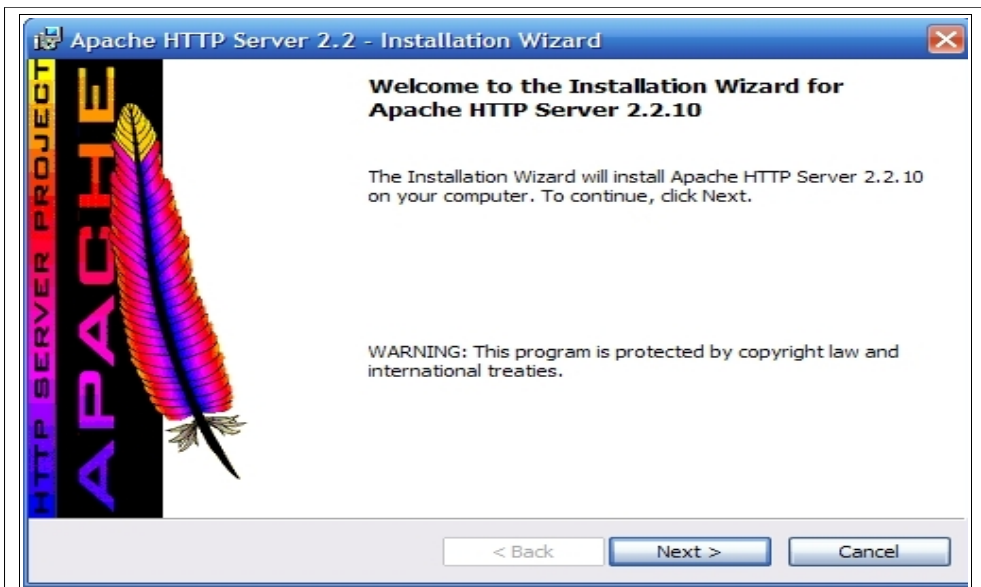 Apache HTTP Server 2.2 - Installation Wizard
HTTP SERVER PROJECT
APACHE
Welcome to the Installation Wizard for
Apache HTTP Server 2.2.10
The Installation Wizard will install Apache HTTP Server 2.2.10
on your computer. To continue, click Next.
WARNING: This program is protected by copyright law and
international treaties.
< Back
Next >
Cancel